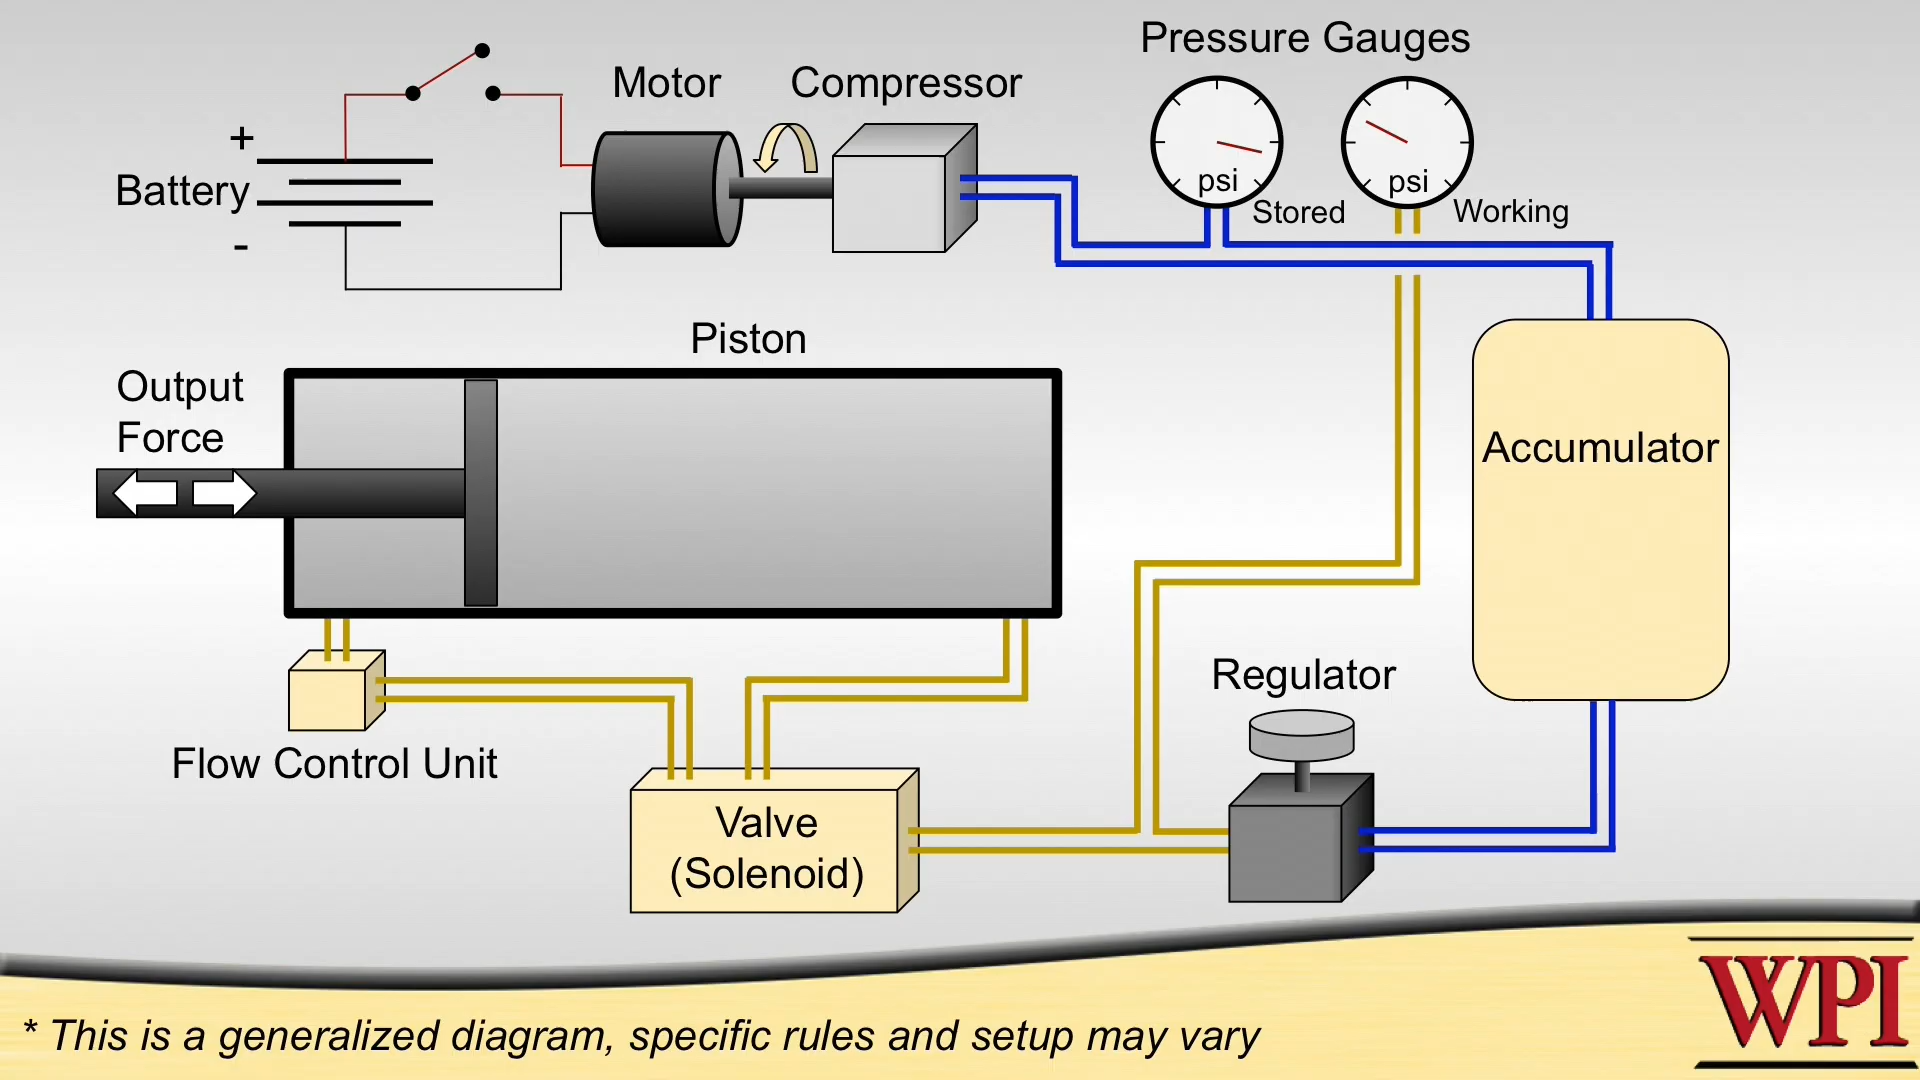 Pressure Gauges
Motor
Compressor
+
Battery
-
psi
psi
Stored
Working
Piston
Output
Force
Accumulator
Regulator
Flow Control Unit
Valve
(Solenoid)
WPI
* This is a generalized diagram, specific rules and setup may vary